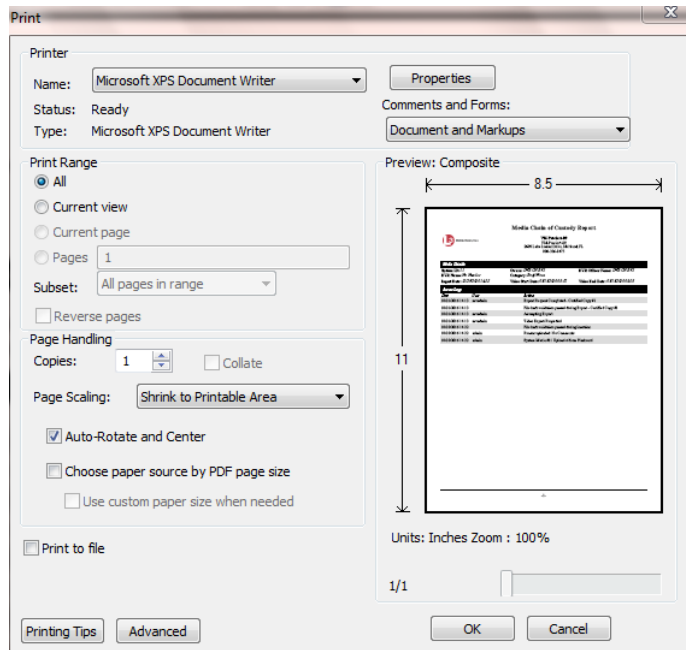 Print
X
Printer
Name: Microsoft XPS Document Writer
Properties
Status: Ready
Comments and Forms:
Type: Microsoft XPS Document Writer
Document and Markups
Print Range
All
Current view
Current page
Pages 1
Subset: All pages in range
Reverse pages
Page Handling
Copies: 1
Collate
Page Scaling: Shrink to Printable Area
Auto-Rotate and Center
Choose paper source by PDF page size
Use custom paper size when needed
Print to file
Printing Tips
Advanced
Preview: Composite
8.5
11
Media Chain of Custody Report
Units: Inches Zoom : 100%
1/1
OK
Cancel